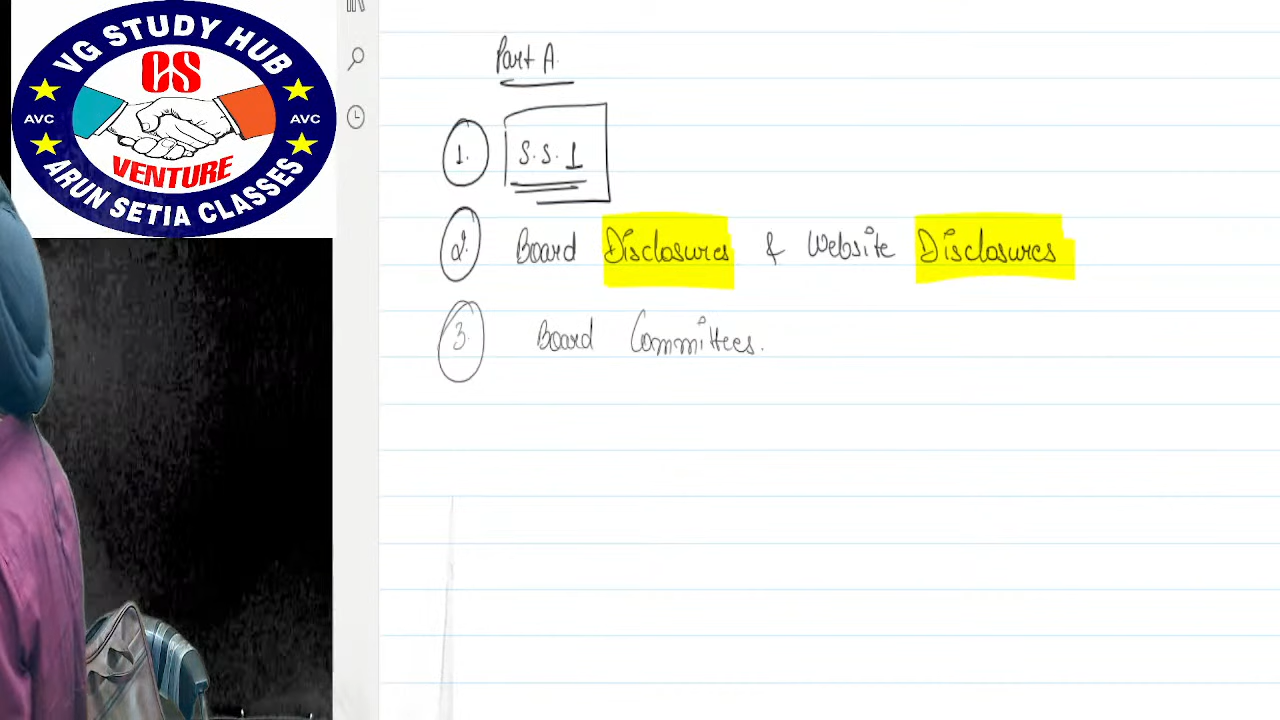 VG STUDY HUB
CS
AVC
AVC
VENTURE
ARUN SETIA CLASSES
Part A.
1. S.S.1
2. Board Disclosures & Website Disclosures
3. Board Committees.